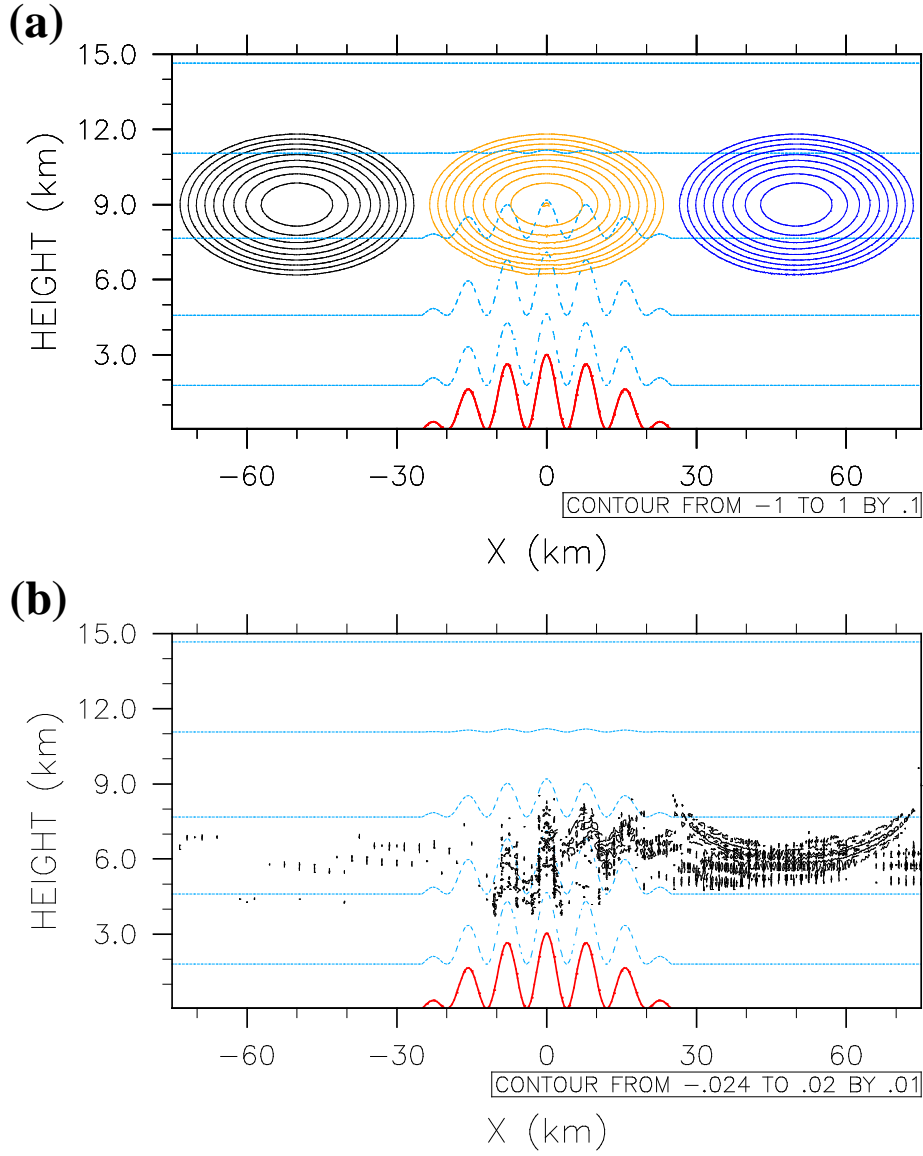 (a)
15.0
12.0
9.0
6.0
3.0
HEIGHT (km)
−60
−30
0
30
60
CONTOUR FROM −1 TO 1 BY .1
X (km)
(b)
15.0
12.0
9.0
6.0
3.0
HEIGHT (km)
−60
−30
0
30
60
CONTOUR FROM −.024 TO .02 BY .01
X (km)